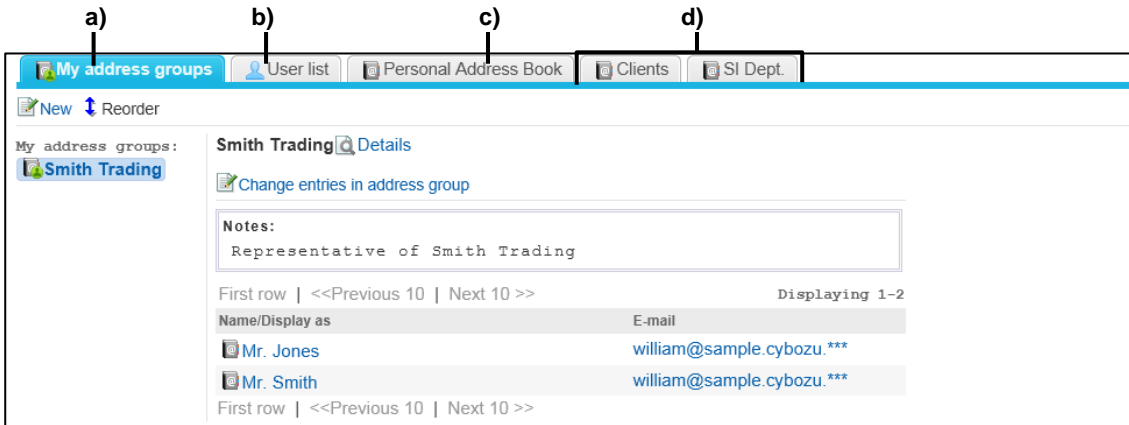 a) b) c) d)
My address groups User list Personal Address Book Clients SI Dept.
New Reorder
My address groups:
Smith Trading
Smith Trading Details
Change entries in address group
Notes:
Representative of Smith Trading
First row | <<Previous 10 | Next 10 >> Displaying 1-2
Name/Display as E-mail
Mr. Jones william@sample.cybozu.***
Mr. Smith william@sample.cybozu.***
First row | <<Previous 10 | Next 10 >>